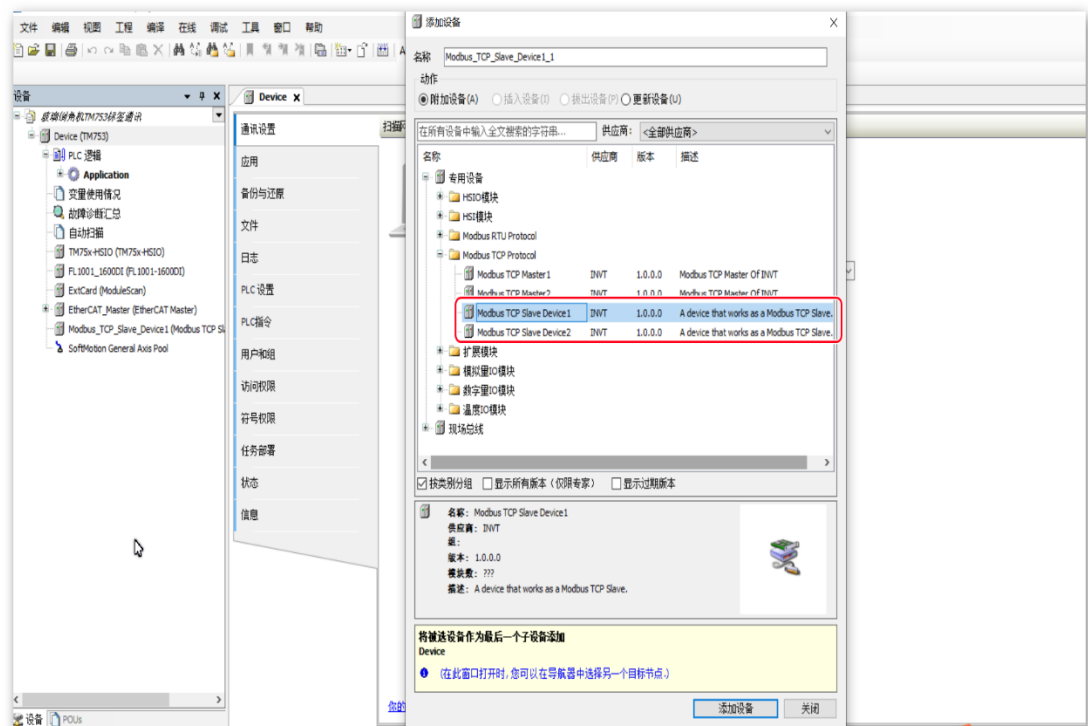 文件 编辑 视图 工程 编译 在线 调试 工具 窗口 帮助
设备
玻璃倒角机TM753标签通讯
Device (TM753)
PLC 逻辑
Application
变量使用情况
故障诊断汇总
自动扫描
TM75x-HSIO (TM75x-HSIO)
FL1001_1600DI (FL1001-1600DI)
ExtCard (ModuleScan)
EtherCAT_Master (EtherCAT Master)
Modbus_TCP_Slave_Device1 (Modbus TCP Sl
SoftMotion General Axis Pool
设备 POUs
Device
通讯设置
应用
备份与还原
文件
日志
PLC 设置
PLC指令
用户和组
访问权限
符号权限
任务部署
状态
信息
扫描网
你的
添加设备
名称 Modbus_TCP_Slave_Device1_1
动作
附加设备(A) 插入设备(I) 拔出设备(P) 更新设备(U)
在所有设备中输入全文搜索的字符串... 供应商: <全部供应商>
名称 供应商 版本 描述
专用设备
HSIO模块
HSI模块
Modbus RTU Protocol
Modbus TCP Protocol
Modbus TCP Master1 INVT 1.0.0.0 Modbus TCP Master Of INVT
Modbus TCP Master2 INVT 1.0.0.0 Modbus TCP Master Of INVT
Modbus TCP Slave Device1 INVT 1.0.0.0 A device that works as a Modbus TCP Slave.
Modbus TCP Slave Device2 INVT 1.0.0.0 A device that works as a Modbus TCP Slave.
扩展模块
模拟量IO模块
数字量IO模块
温度IO模块
现场总线
按类别分组 显示所有版本（仅限专家） 显示过期版本
名称: Modbus TCP Slave Device1
供应商: INVT
组:
版本: 1.0.0.0
模块数: ???
描述: A device that works as a Modbus TCP Slave.
将被选设备作为最后一个子设备添加
Device
(在此窗口打开时,您可以在导航器中选择另一个目标节点.)
添加设备 关闭